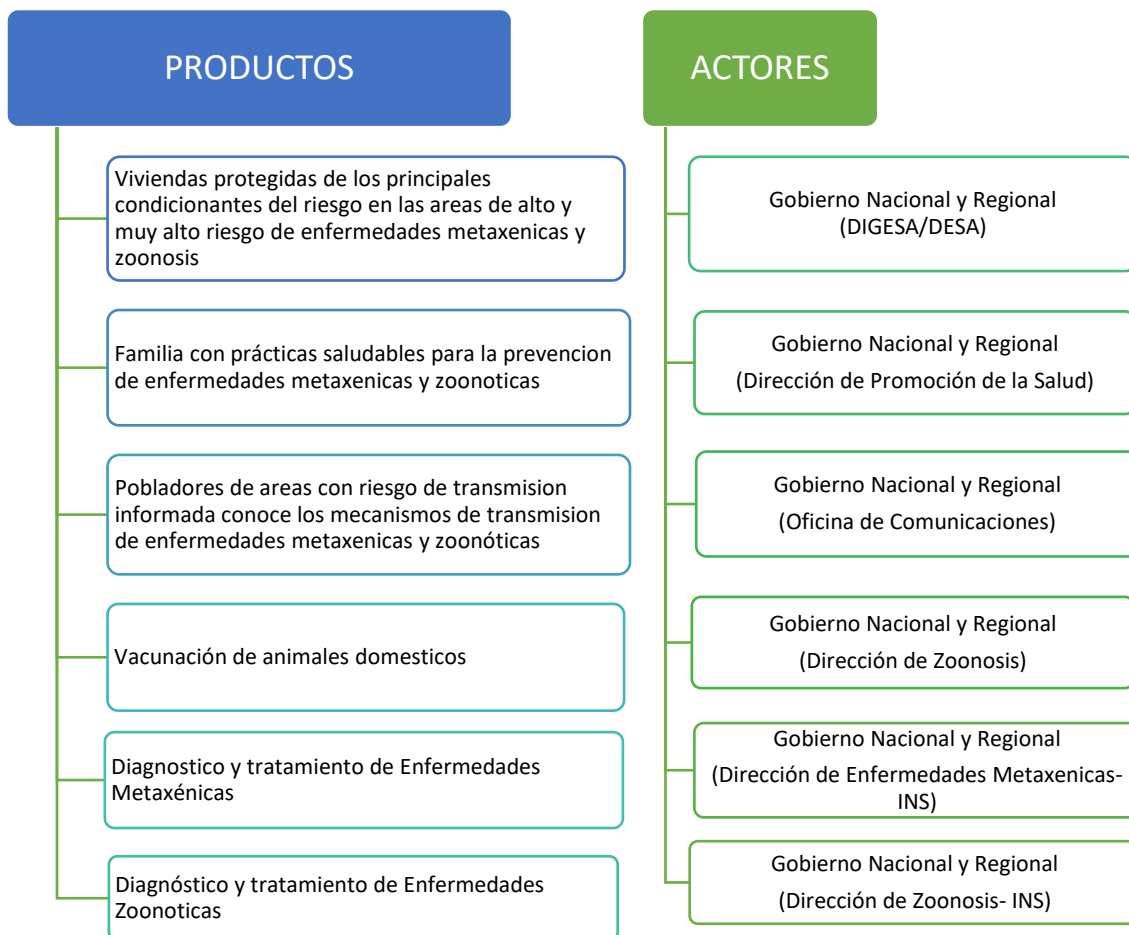 PRODUCTOS
Viviendas protegidas de los principales
condicionantes del riesgo en las areas de alto y
muy alto riesgo de enfermedades metaxenicas y
zoonosis
Familia con prácticas saludables para la prevencion
de enfermedades metaxenicas y zoonoticas
Pobladores de areas con riesgo de transmision
informada conoce los mecanismos de transmision
de enfermedades metaxenicas y zoonóticas
Vacunación de animales domesticos
Diagnostico y tratamiento de Enfermedades
Metaxénicas
Diagnóstico y tratamiento de Enfermedades
Zoonoticas
ACTORES
Gobierno Nacional y Regional
(DIGESA/DESA)
Gobierno Nacional y Regional
(Dirección de Promoción de la Salud)
Gobierno Nacional y Regional
(Oficina de Comunicaciones)
Gobierno Nacional y Regional
(Dirección de Zoonosis)
Gobierno Nacional y Regional
(Dirección de Enfermedades Metaxenicas-
INS)
Gobierno Nacional y Regional
(Dirección de Zoonosis- INS)